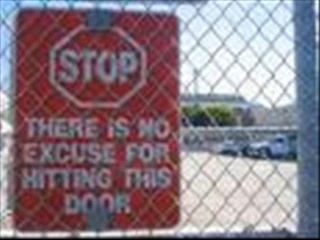 STOP
THERE IS NO
EXCUSE FOR
HITTING THIS
DOOR